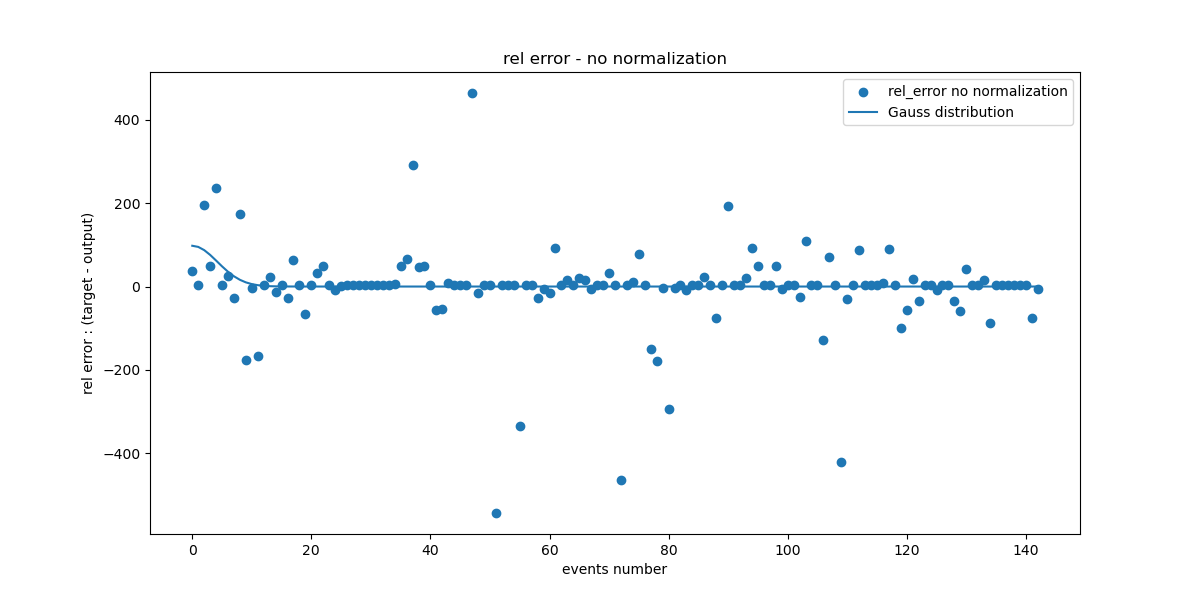 rel error - no normalization
rel_error no normalization
Gauss distribution
rel error : (target - output)
400
200
0
−200
−400
0 20 40 60 80 100 120 140
events number